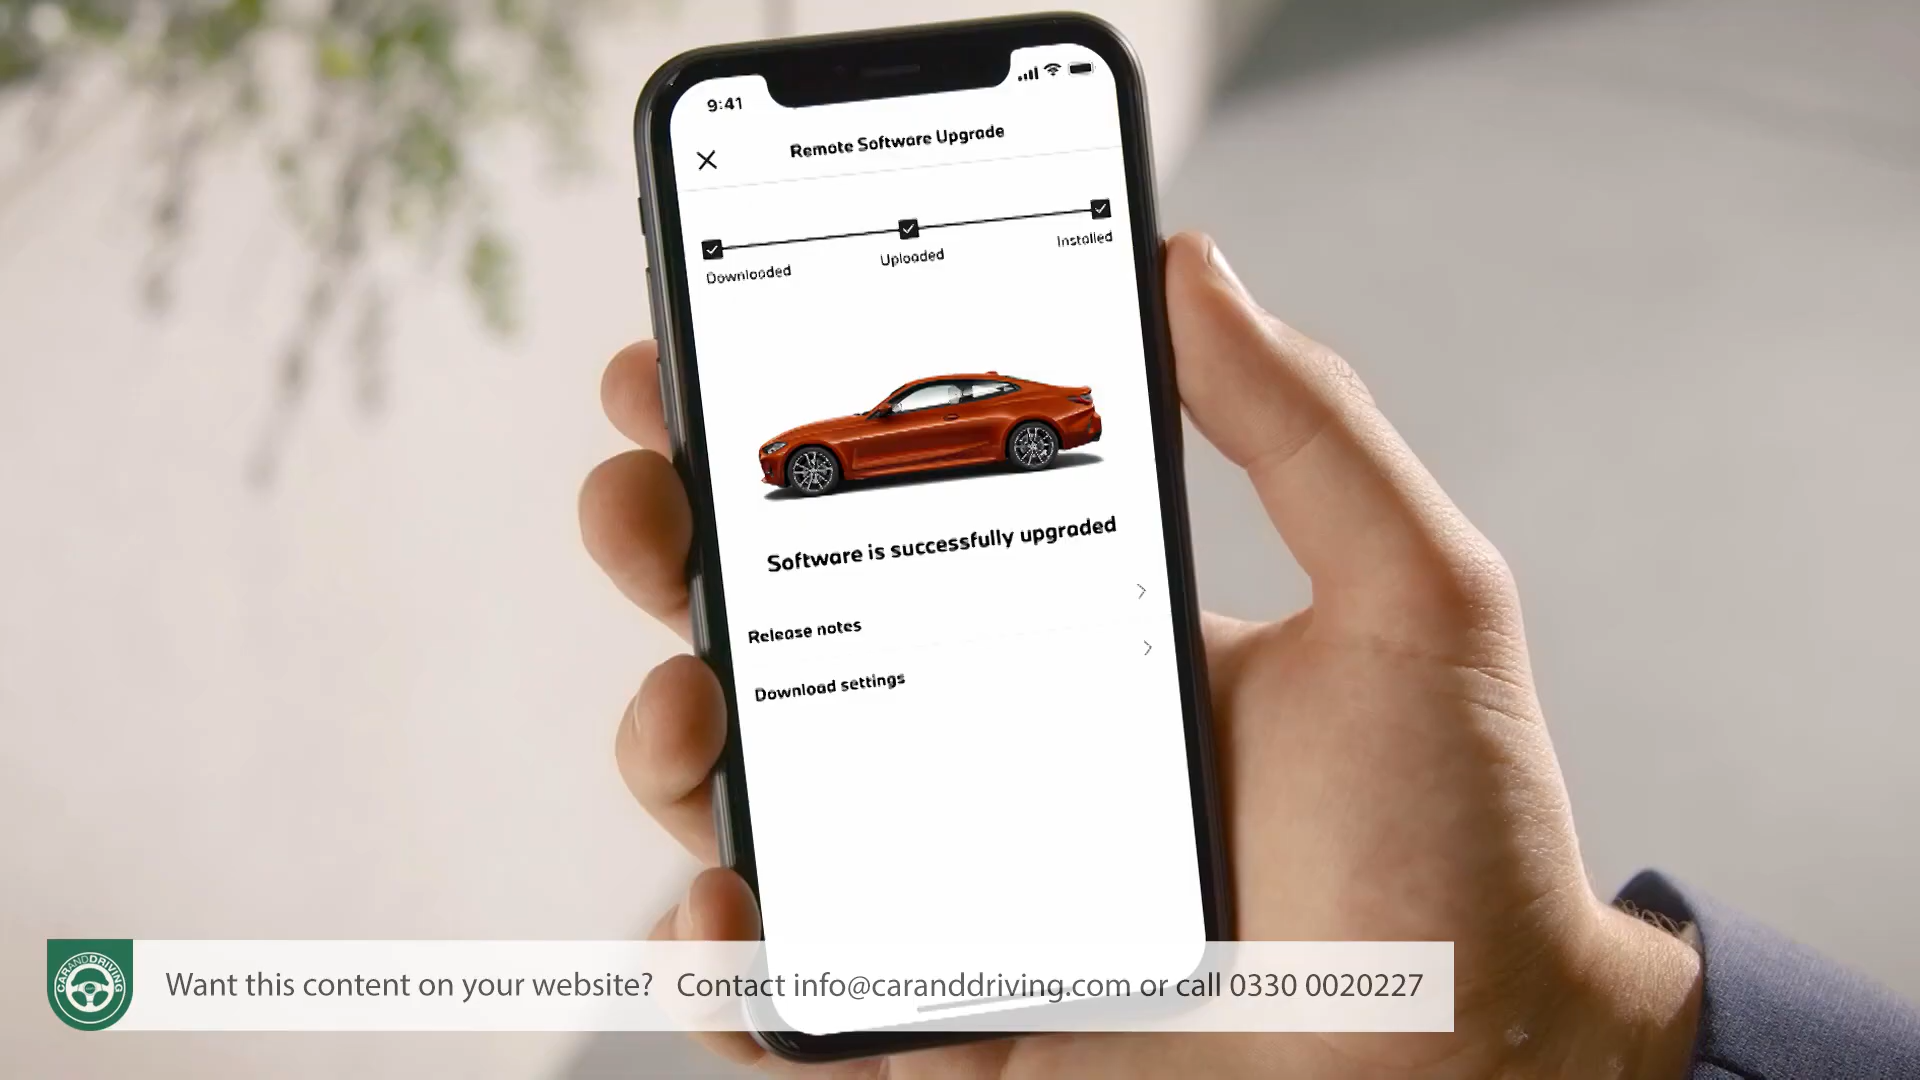 9:41
Remote Software Upgrade
Downloaded
Uploaded
Installed
Software is successfully upgraded
Release notes
Download settings
CARANDDRIVING
Want this content on your website? Contact info@caranddriving.com or call 0330 0020227